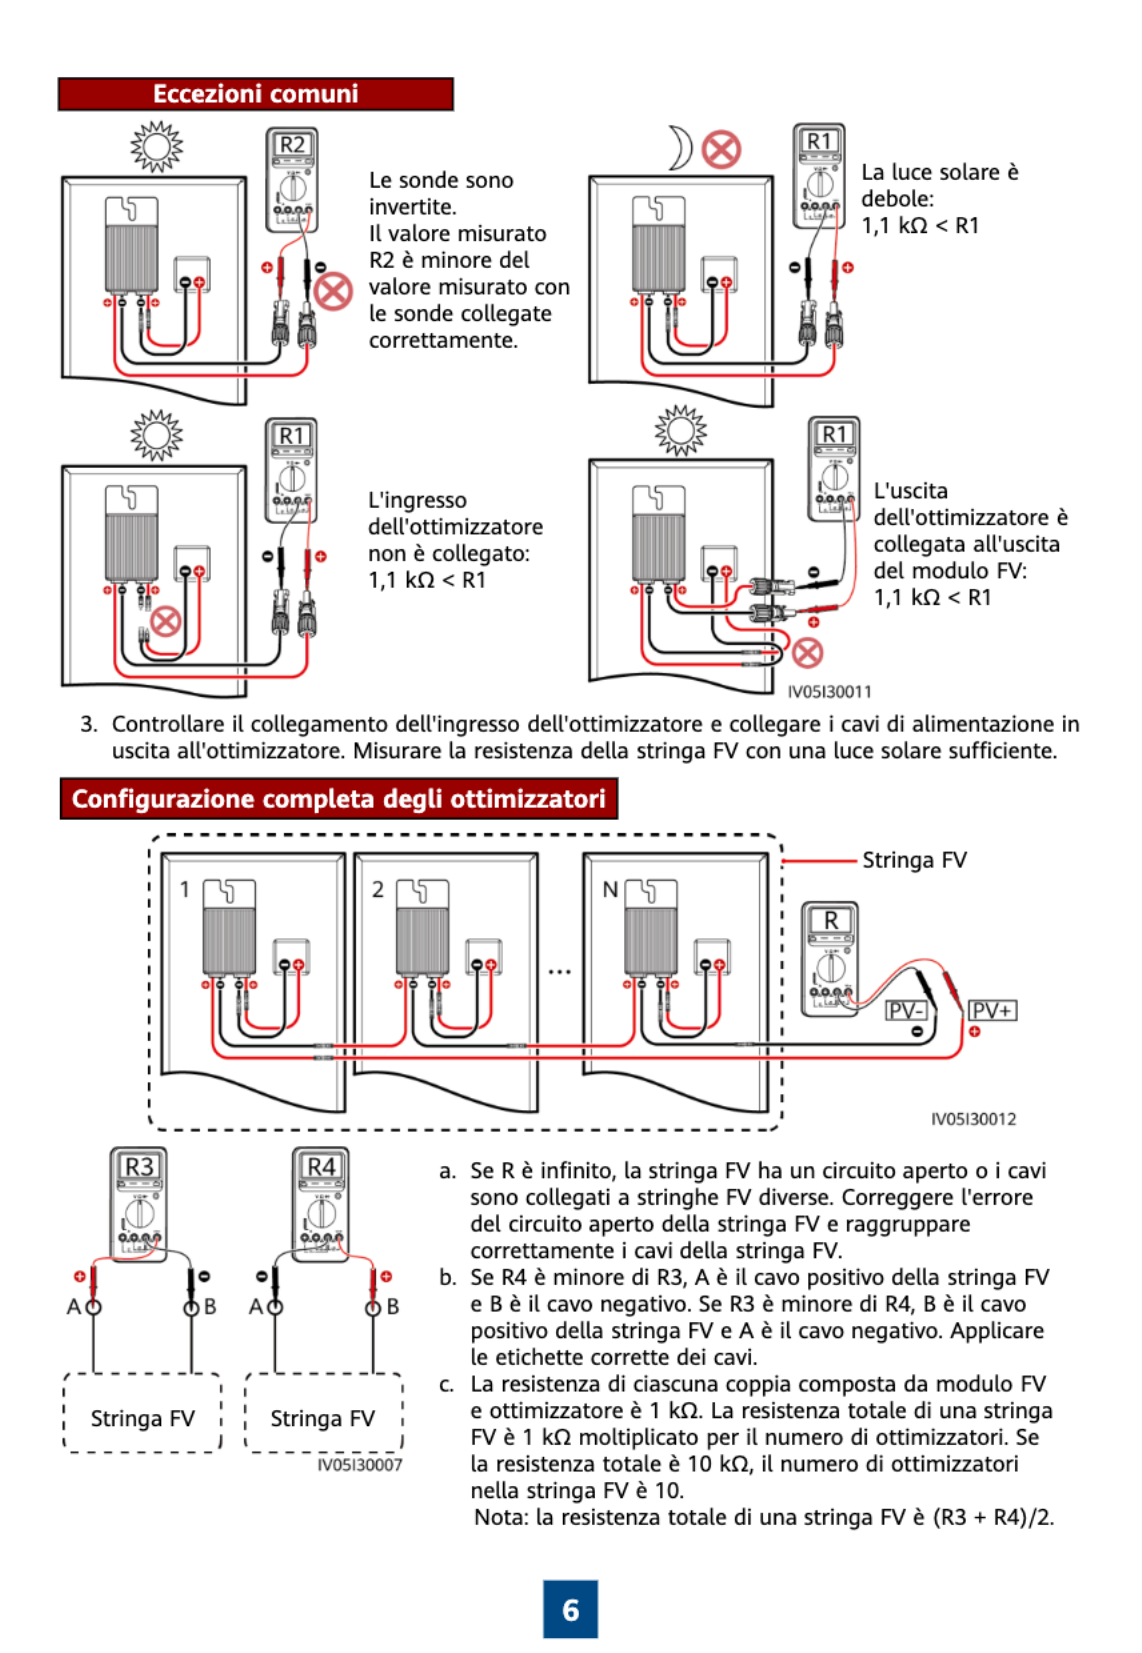 Eccezioni comuni
R2
Le sonde sono
invertite.
Il valore misurato
R2 è minore del
valore misurato con
le sonde collegate
correttamente.
R1
La luce solare è
debole:
1,1 kΩ < R1
R1
L'ingresso
dell'ottimizzatore
non è collegato:
1,1 kΩ < R1
R1
L'uscita
dell'ottimizzatore è
collegata all'uscita
del modulo FV:
1,1 kΩ < R1
IV05I30011
3. Controllare il collegamento dell'ingresso dell'ottimizzatore e collegare i cavi di alimentazione in
uscita all'ottimizzatore. Misurare la resistenza della stringa FV con una luce solare sufficiente.
Configurazione completa degli ottimizzatori
Stringa FV
1
2
N
...
R
PV-
PV+
IV05I30012
R3
R4
A
B
A
B
Stringa FV
Stringa FV
IV05I30007
a. Se R è infinito, la stringa FV ha un circuito aperto o i cavi
sono collegati a stringhe FV diverse. Correggere l'errore
del circuito aperto della stringa FV e raggruppare
correttamente i cavi della stringa FV.
b. Se R4 è minore di R3, A è il cavo positivo della stringa FV
e B è il cavo negativo. Se R3 è minore di R4, B è il cavo
positivo della stringa FV e A è il cavo negativo. Applicare
le etichette corrette dei cavi.
c. La resistenza di ciascuna coppia composta da modulo FV
e ottimizzatore è 1 kΩ. La resistenza totale di una stringa
FV è 1 kΩ moltiplicato per il numero di ottimizzatori. Se
la resistenza totale è 10 kΩ, il numero di ottimizzatori
nella stringa FV è 10.
Nota: la resistenza totale di una stringa FV è (R3 + R4)/2.
6